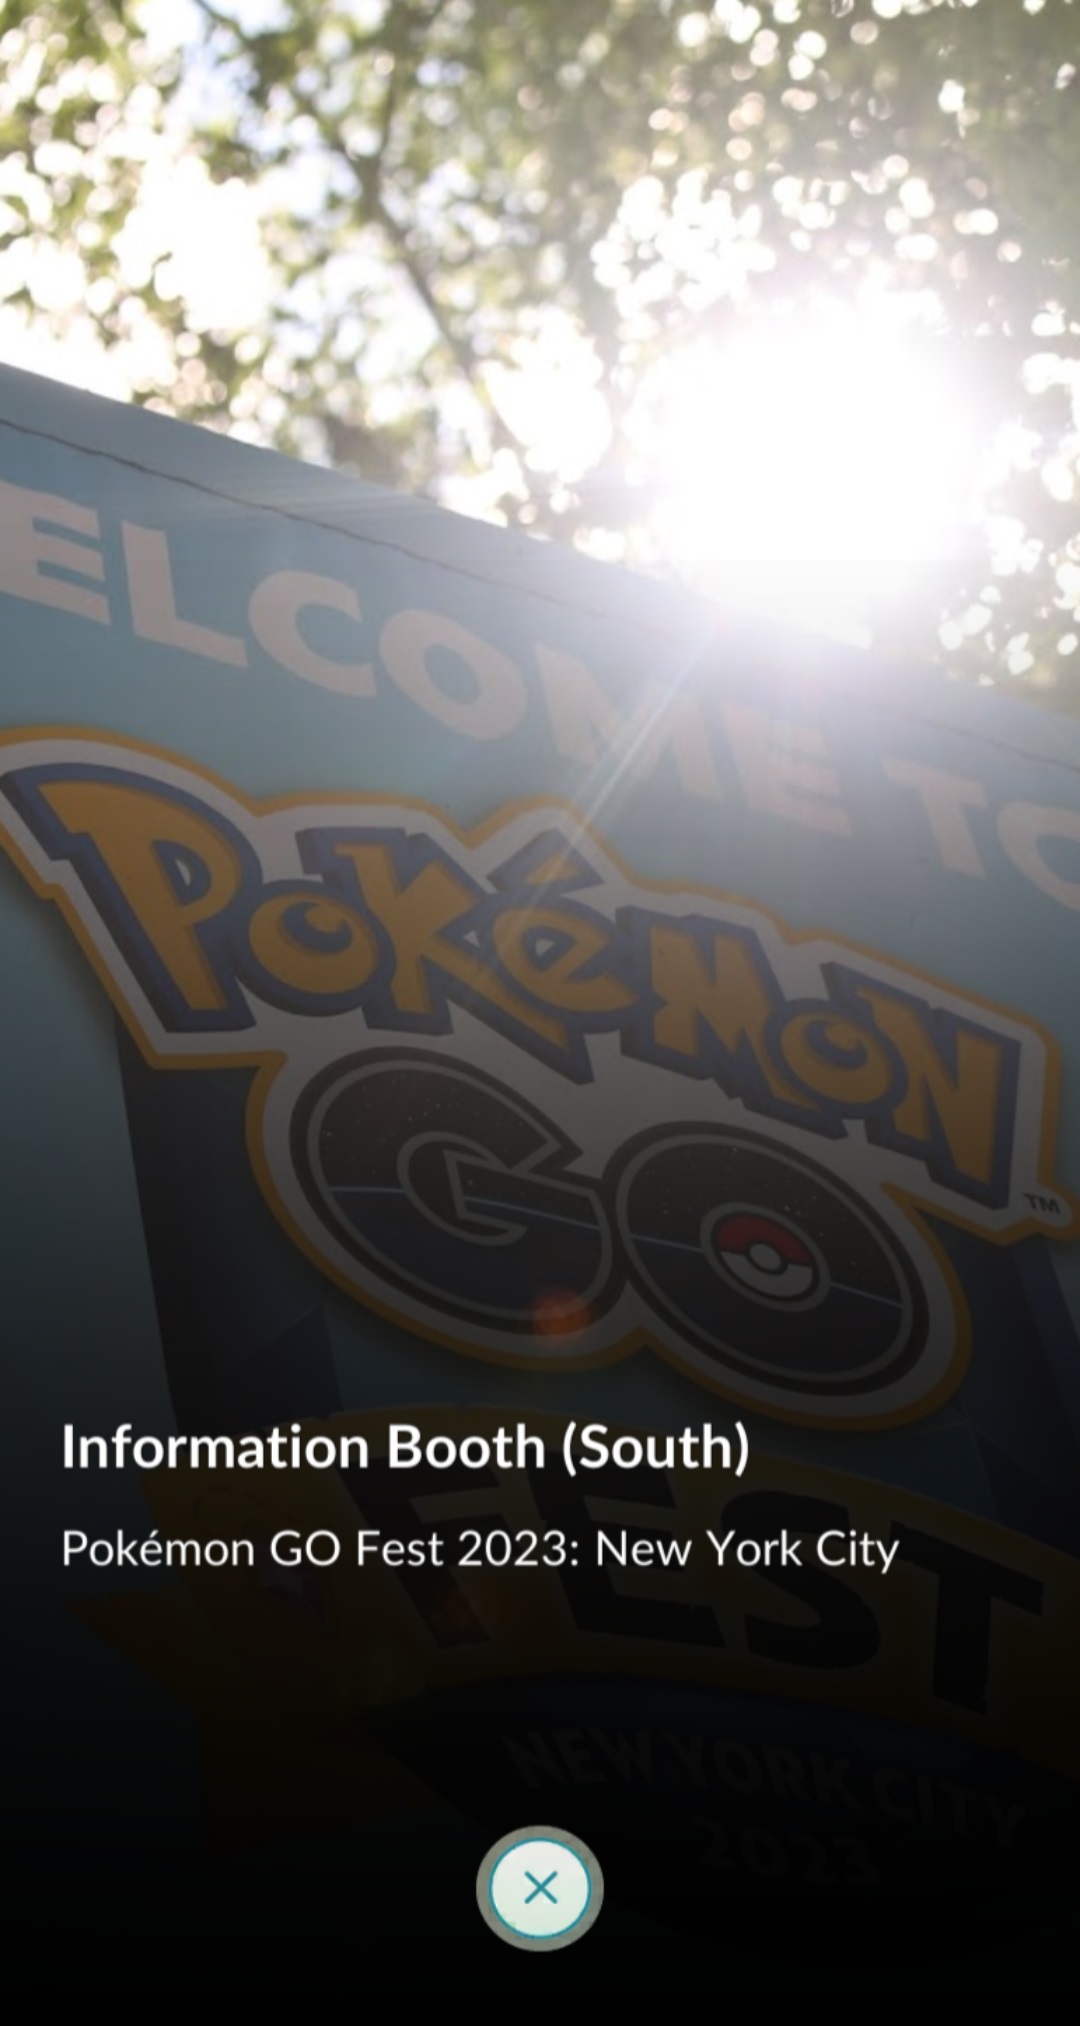 ELCOME TO
POKéMON
GO
TM
FEST
NEW YORK CITY
2023
Information Booth (South)
Pokémon GO Fest 2023: New York City